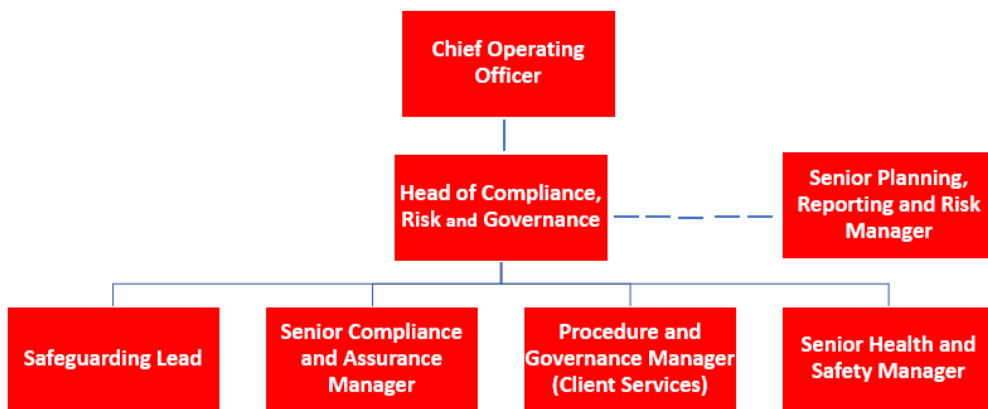 Chief Operating
Officer
Head of Compliance,
Risk and Governance
Senior Planning,
Reporting and Risk
Manager
Safeguarding Lead
Senior Compliance
and Assurance
Manager
Procedure and
Governance Manager
(Client Services)
Senior Health and
Safety Manager